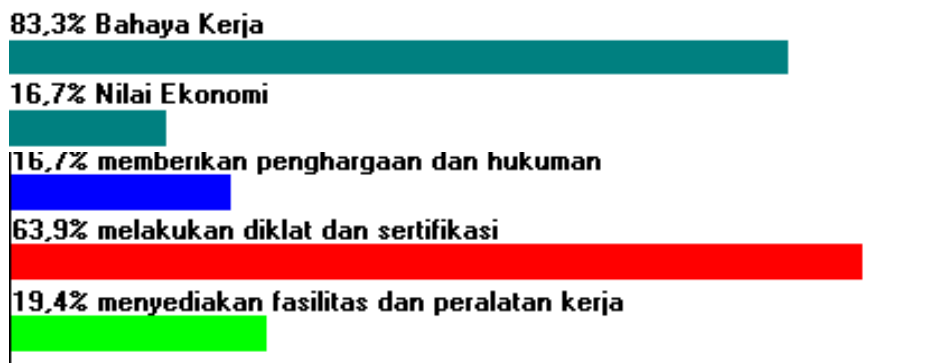 83,3% Bahaya Kerja
16,7% Nilai Ekonomi
16,7% memberikan penghargaan dan hukuman
63,9% melakukan diklat dan sertifikasi
19,4% menyediakan fasilitas dan peralatan kerja